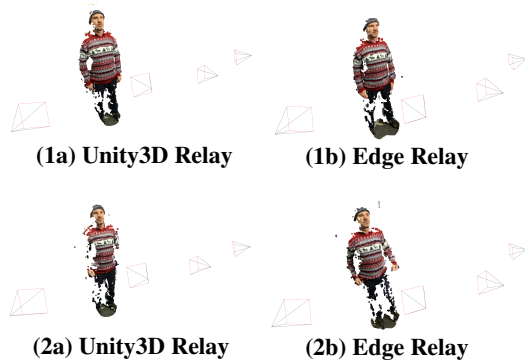 (1a) Unity3D Relay
(1b) Edge Relay
(2a) Unity3D Relay
(2b) Edge Relay